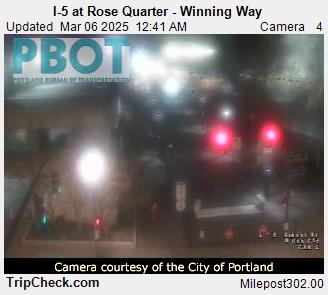 I-5 at Rose Quarter - Winning Way
Updated Mar 06 2025 12:41 AM Camera 4
PBOT
PORTLAND BUREAU OF TRANSPORTATION
Camera courtesy of the City of Portland
TripCheck.com Milepost302.00